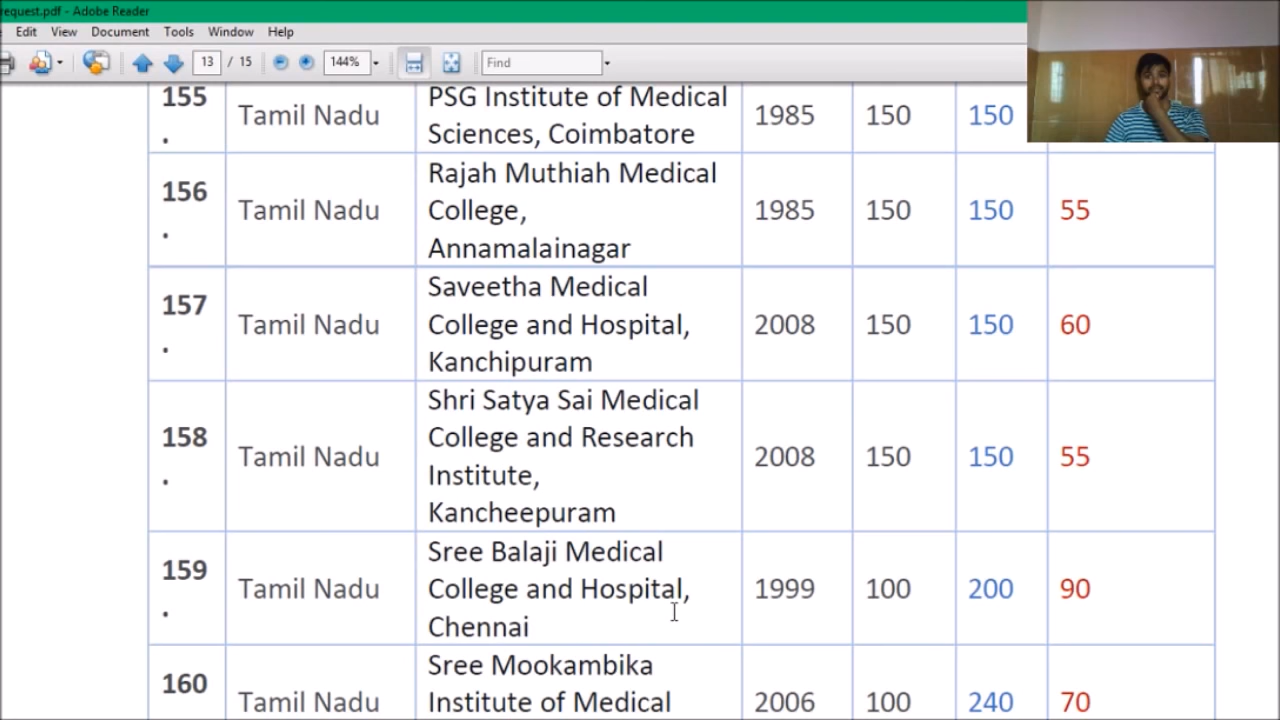 request.pdf - Adobe Reader
Edit View Document Tools Window Help
13 / 15 144% Find
155. Tamil Nadu PSG Institute of Medical Sciences, Coimbatore 1985 150 150
156. Tamil Nadu Rajah Muthiah Medical College, Annamalainagar 1985 150 150 55
157. Tamil Nadu Saveetha Medical College and Hospital, Kanchipuram 2008 150 150 60
158. Tamil Nadu Shri Satya Sai Medical College and Research Institute, Kancheepuram 2008 150 150 55
159. Tamil Nadu Sree Balaji Medical College and Hospital, Chennai 1999 100 200 90
160 Tamil Nadu Sree Mookambika Institute of Medical 2006 100 240 70